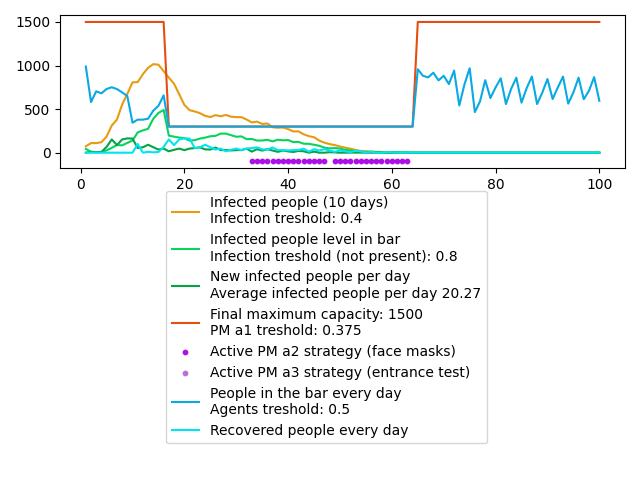 1500
1000
500
0
0 20 40 60 80 100
Infected people (10 days)
Infection treshold: 0.4
Infected people level in bar
Infection treshold (not present): 0.8
New infected people per day
Average infected people per day 20.27
Final maximum capacity: 1500
PM a1 treshold: 0.375
Active PM a2 strategy (face masks)
Active PM a3 strategy (entrance test)
People in the bar every day
Agents treshold: 0.5
Recovered people every day